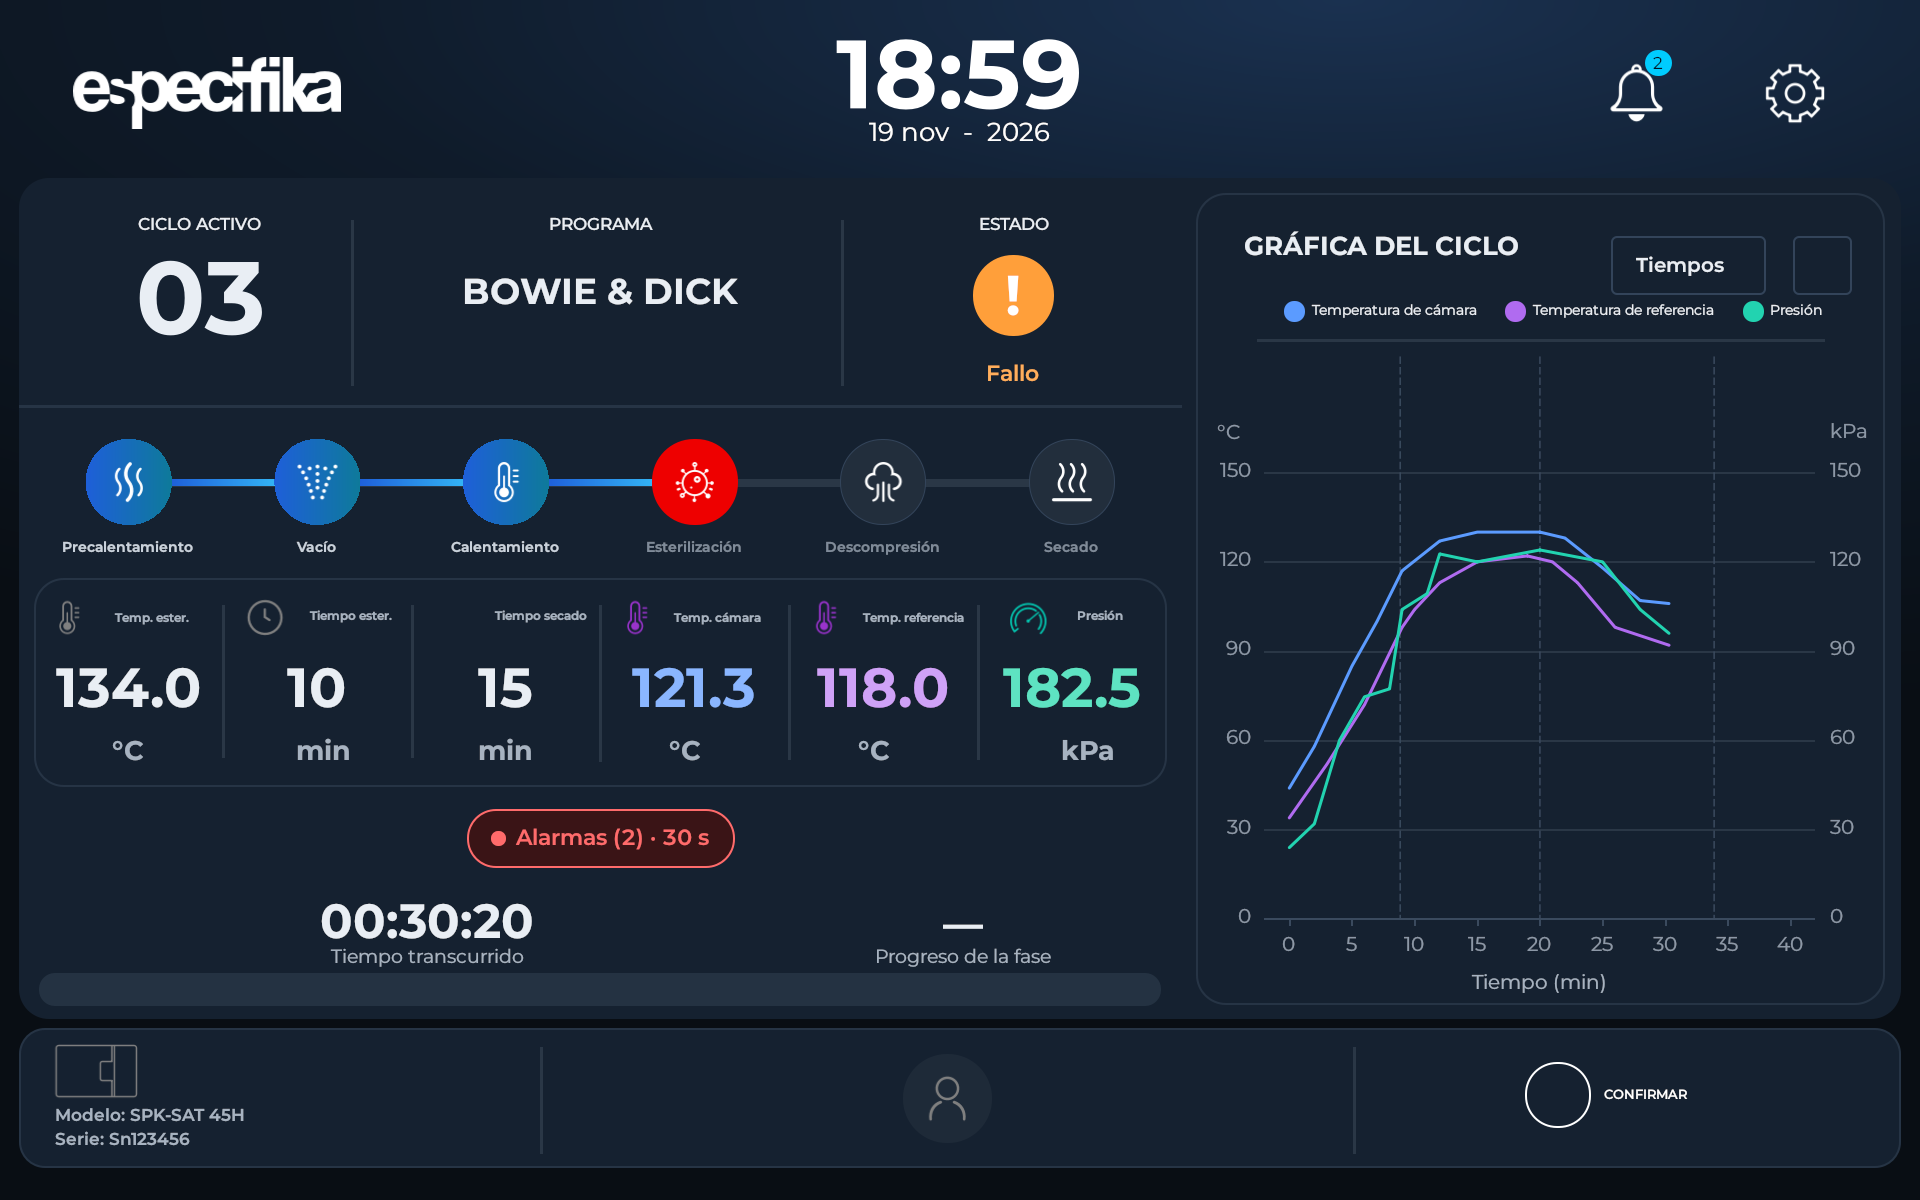 especifika
18:59
19 nov - 2026
2
CICLO ACTIVO
03
PROGRAMA
BOWIE & DICK
ESTADO
!
Fallo
Precalentamiento
Vacío
Calentamiento
Esterilización
Descompresión
Secado
Temp. ester.
134.0
°C
Tiempo ester.
10
min
Tiempo secado
15
min
Temp. cámara
121.3
°C
Temp. referencia
118.0
°C
Presión
182.5
kPa
Alarmas (2) · 30 s
00:30:20
Tiempo transcurrido
—
Progreso de la fase
GRÁFICA DEL CICLO
Tiempos
Temperatura de cámara
Temperatura de referencia
Presión
°C
kPa
150
150
120
120
90
90
60
60
30
30
0
0
0 5 10 15 20 25 30 35 40
Tiempo (min)
Modelo: SPK-SAT 45H
Serie: Sn123456
CONFIRMAR